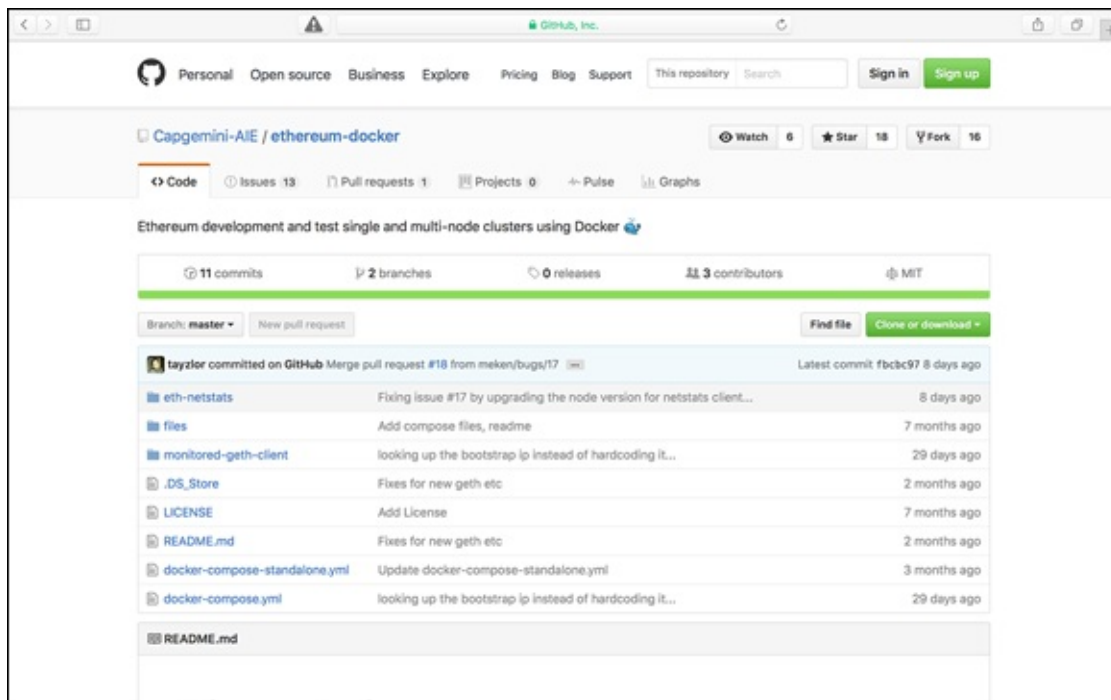 GitHub, Inc.
Personal Open source Business Explore Pricing Blog Support This repository Search Sign in Sign up
Capgemini-AIE / ethereum-docker Watch 6 Star 18 Fork 16
Code Issues 13 Pull requests 1 Projects 0 Pulse Graphs
Ethereum development and test single and multi-node clusters using Docker
11 commits 2 branches 0 releases 3 contributors MIT
Branch: master New pull request Find file Clone or download
tayzlor committed on GitHub Merge pull request #18 from meken/bugs/17 ... Latest commit fbcbc97 8 days ago
eth-netstats Fixing issue #17 by upgrading the node version for netstats client... 8 days ago
files Add compose files, readme 7 months ago
monitored-geth-client looking up the bootstrap ip instead of hardcoding it... 29 days ago
.DS_Store Fixes for new geth etc 2 months ago
LICENSE Add License 7 months ago
README.md Fixes for new geth etc 2 months ago
docker-compose-standalone.yml Update docker-compose-standalone.yml 3 months ago
docker-compose.yml looking up the bootstrap ip instead of hardcoding it... 29 days ago
README.md